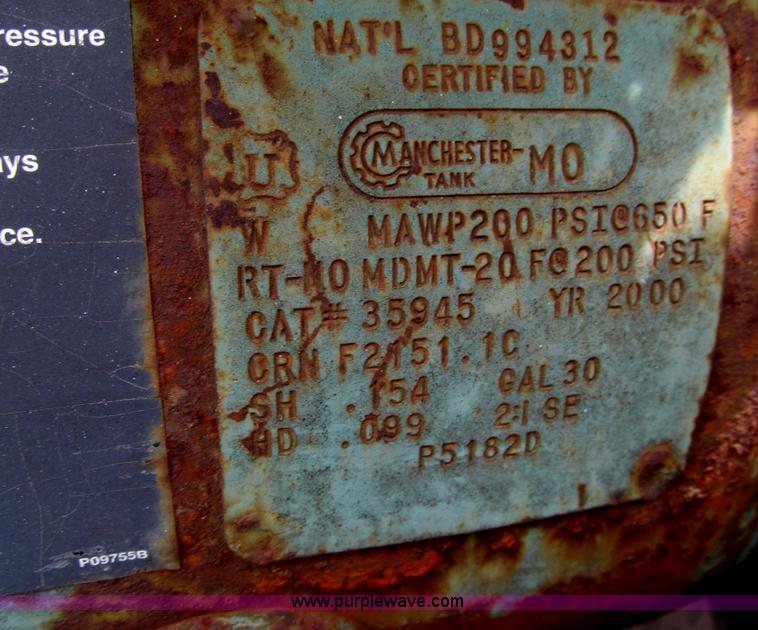 ressure
e
ays
ce.
P09755B
NAT'L BD994312
CERTIFIED BY
U
MANCHESTER-MO
TANK
W MAWP200 PSI@650 F
RT-NO MDMT-20 F@200 PSI
CAT# 35945 YR 2000
CRN F2151.1C
SH .154 GAL 30
HD .099 2:1 SE
P5182D
www.purplewave.com